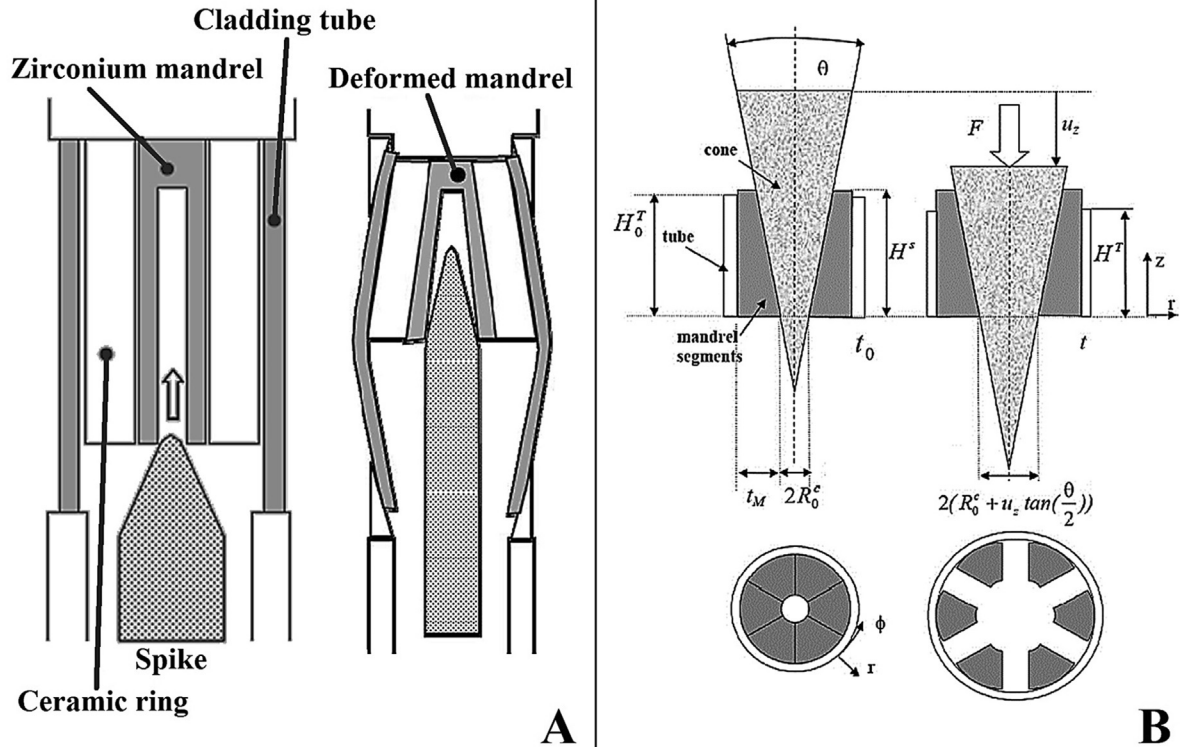 Cladding tube
Zirconium mandrel
Deformed mandrel
Spike
Ceramic ring
A
θ
F
u_z
cone
H_0^T
tube
H^s
H^T
z
r
mandrel
segments
t_0
t
t_M
2R_0^c
2(R_0^c + u_z tan(θ/2))
ϕ
r
B